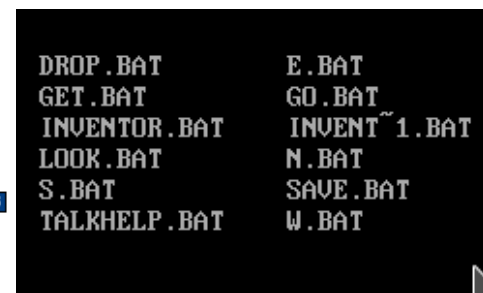 DROP.BAT E.BAT
GET.BAT GO.BAT
INVENTOR.BAT INVENT~1.BAT
LOOK.BAT N.BAT
S.BAT SAVE.BAT
TALKHELP.BAT W.BAT